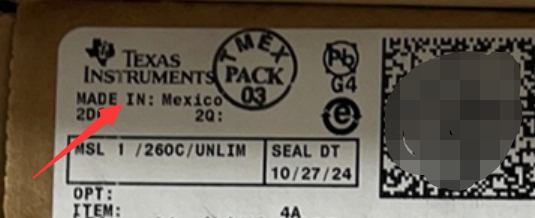 TEXAS
INSTRUMENTS
TMEX
PACK
03
Pb
G4
e
MADE IN: Mexico
2D
2Q:
MSL 1 /260C/UNLIM
SEAL DT
10/27/24
OPT:
ITEM:
4A